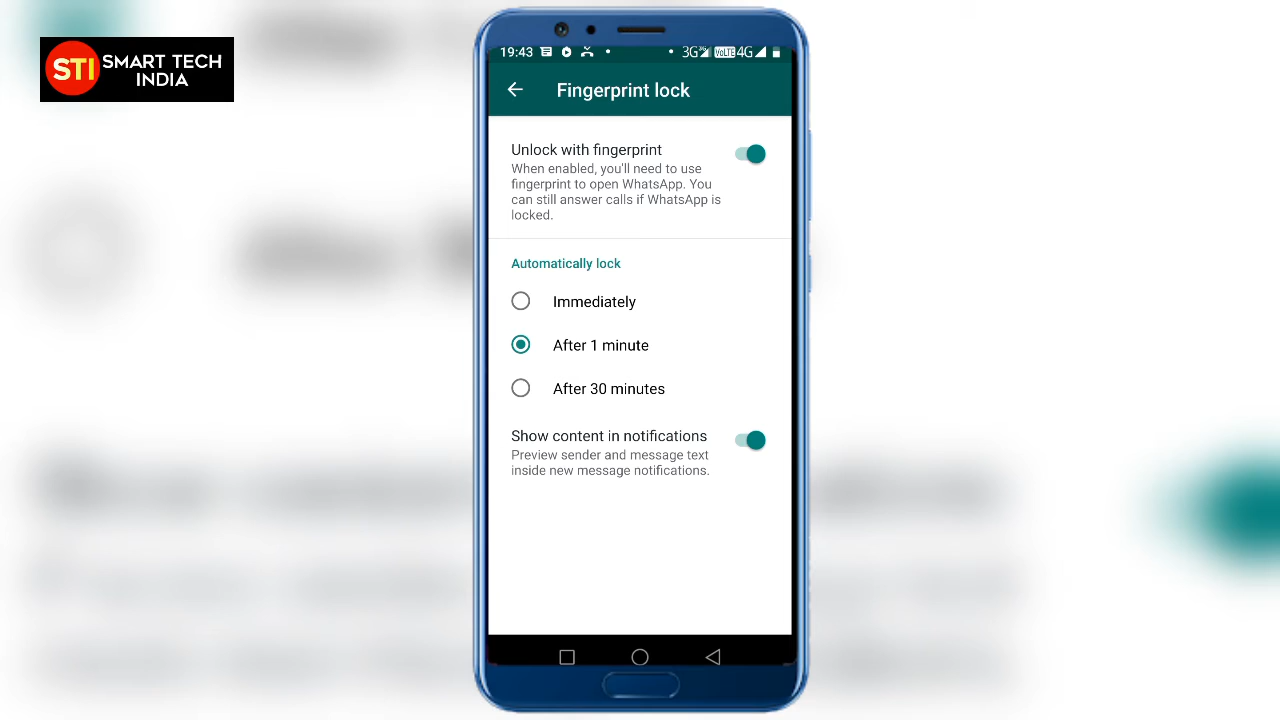 STI SMART TECH
INDIA
19:43 3G 3G VoLTE 4G
Fingerprint lock
Unlock with fingerprint
When enabled, you'll need to use
fingerprint to open WhatsApp. You
can still answer calls if WhatsApp is
locked.
Automatically lock
Immediately
After 1 minute
After 30 minutes
Show content in notifications
Preview sender and message text
inside new message notifications.